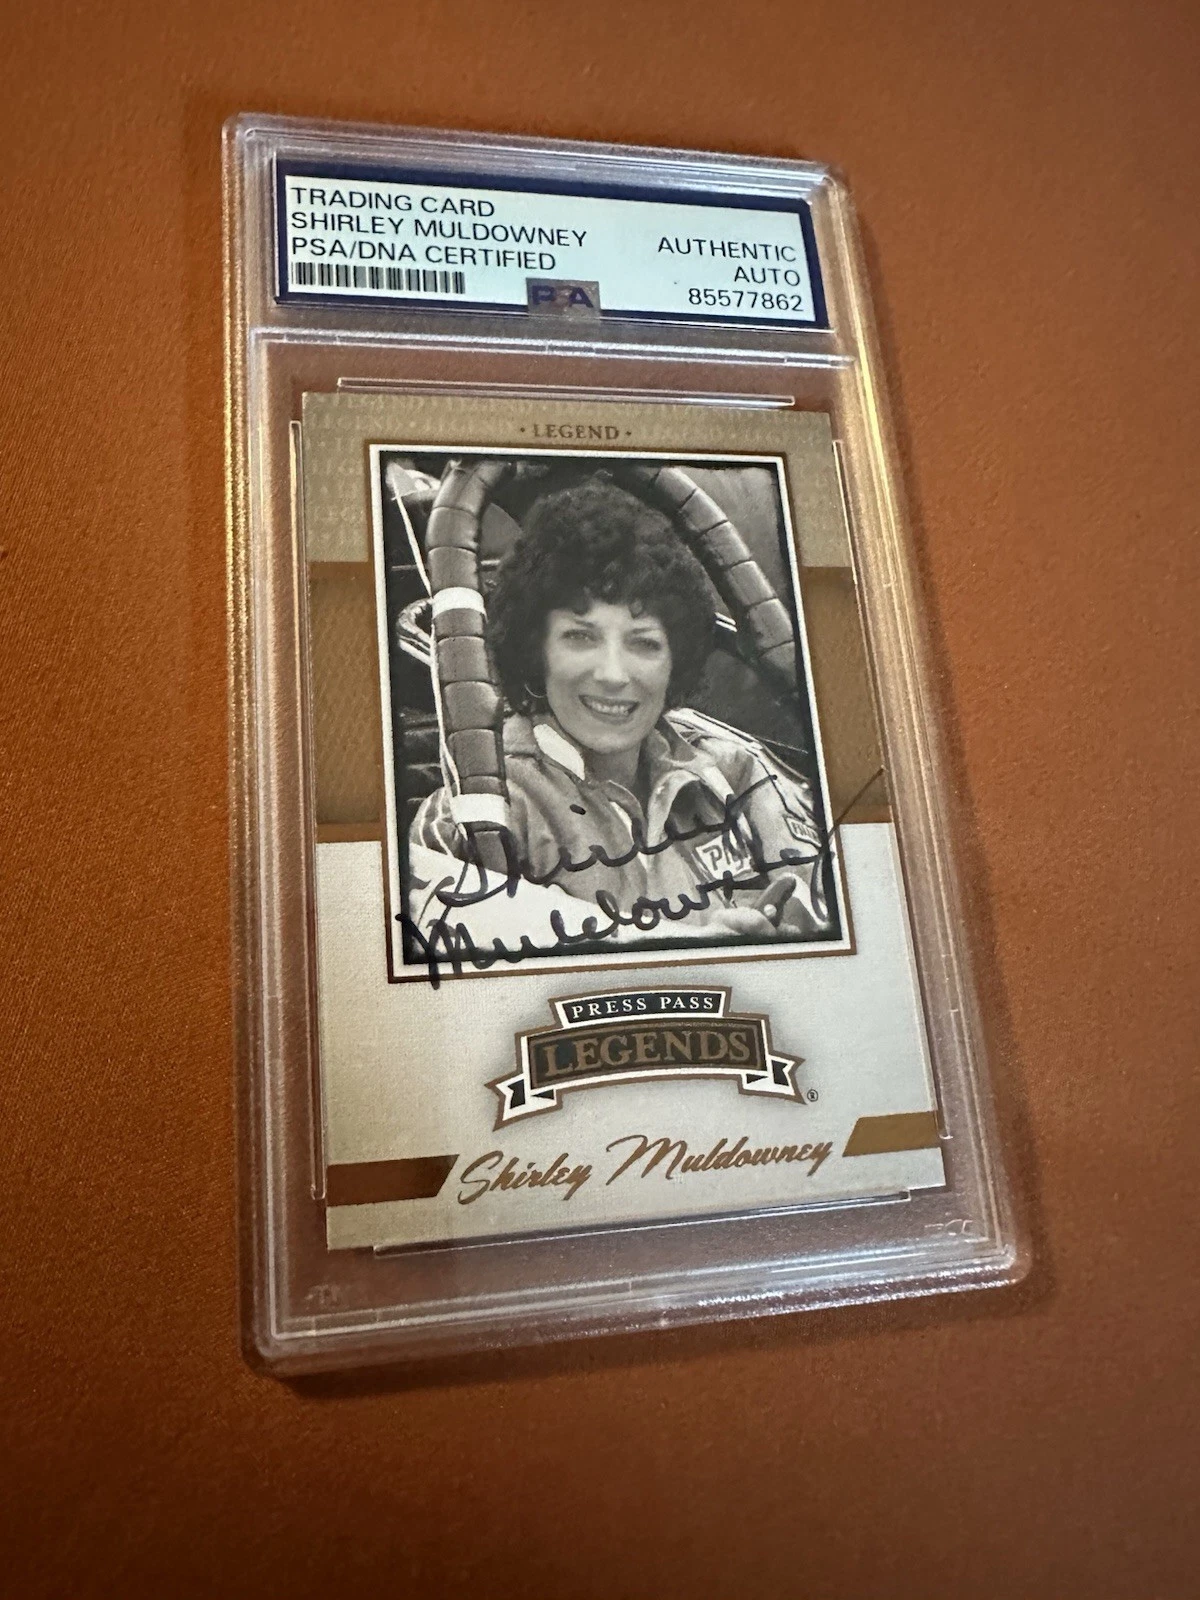 TRADING CARD
SHIRLEY MULDOWNEY
PSA/DNA CERTIFIED
AUTHENTIC
AUTO
85577862
PSA
• LEGEND •
Shirley
Muldowney
PRESS PASS
LEGENDS
®
Shirley Muldowney